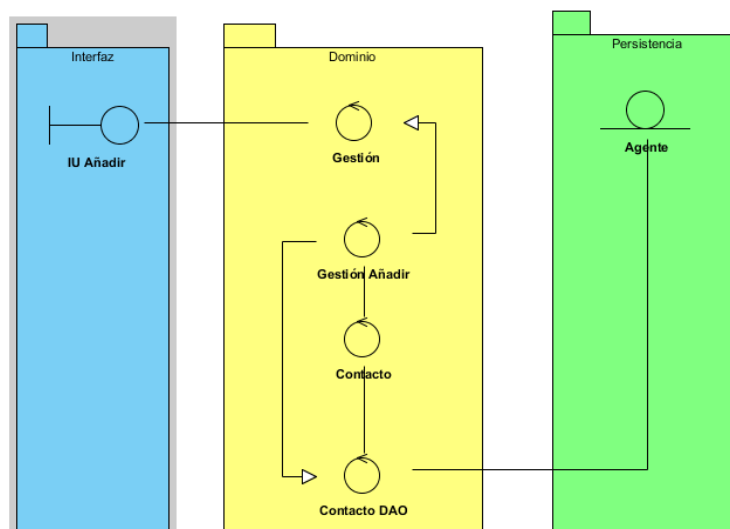 Interfaz
Dominio
Persistencia
IU Añadir
Gestión
Agente
Gestión Añadir
Contacto
Contacto DAO